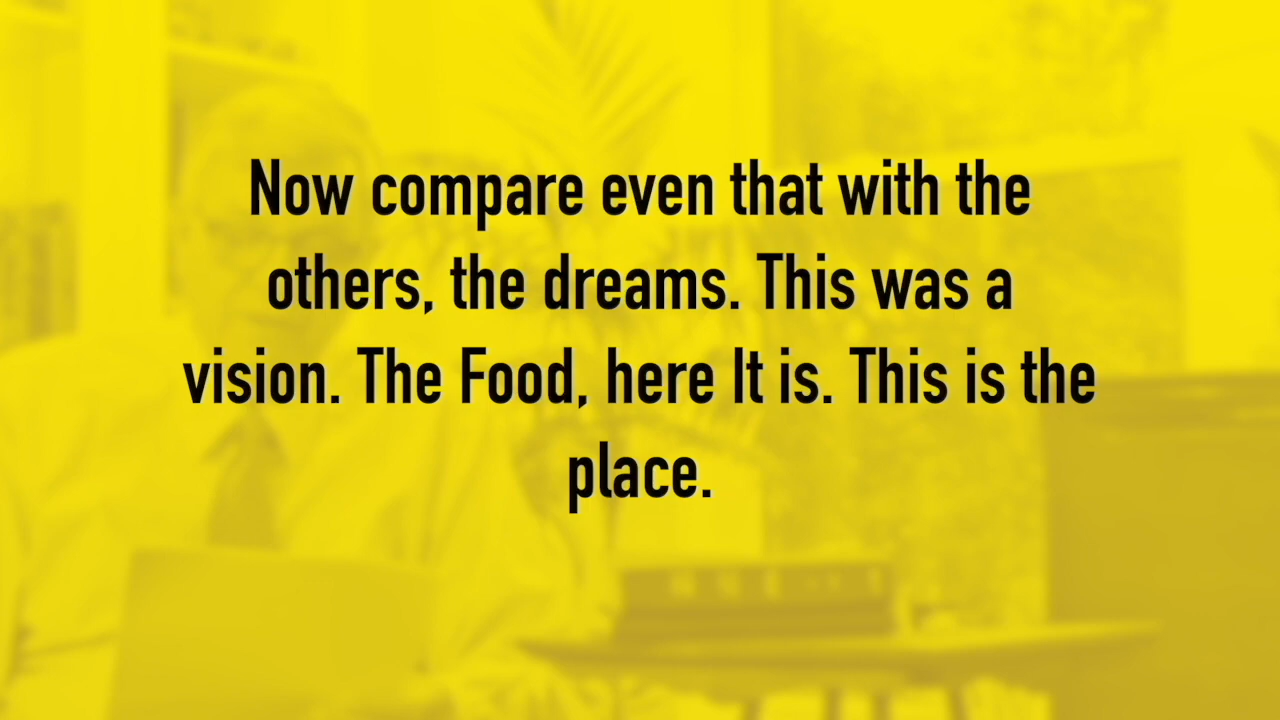 Now compare even that with the
others, the dreams. This was a
vision. The Food, here It is. This is the
place.